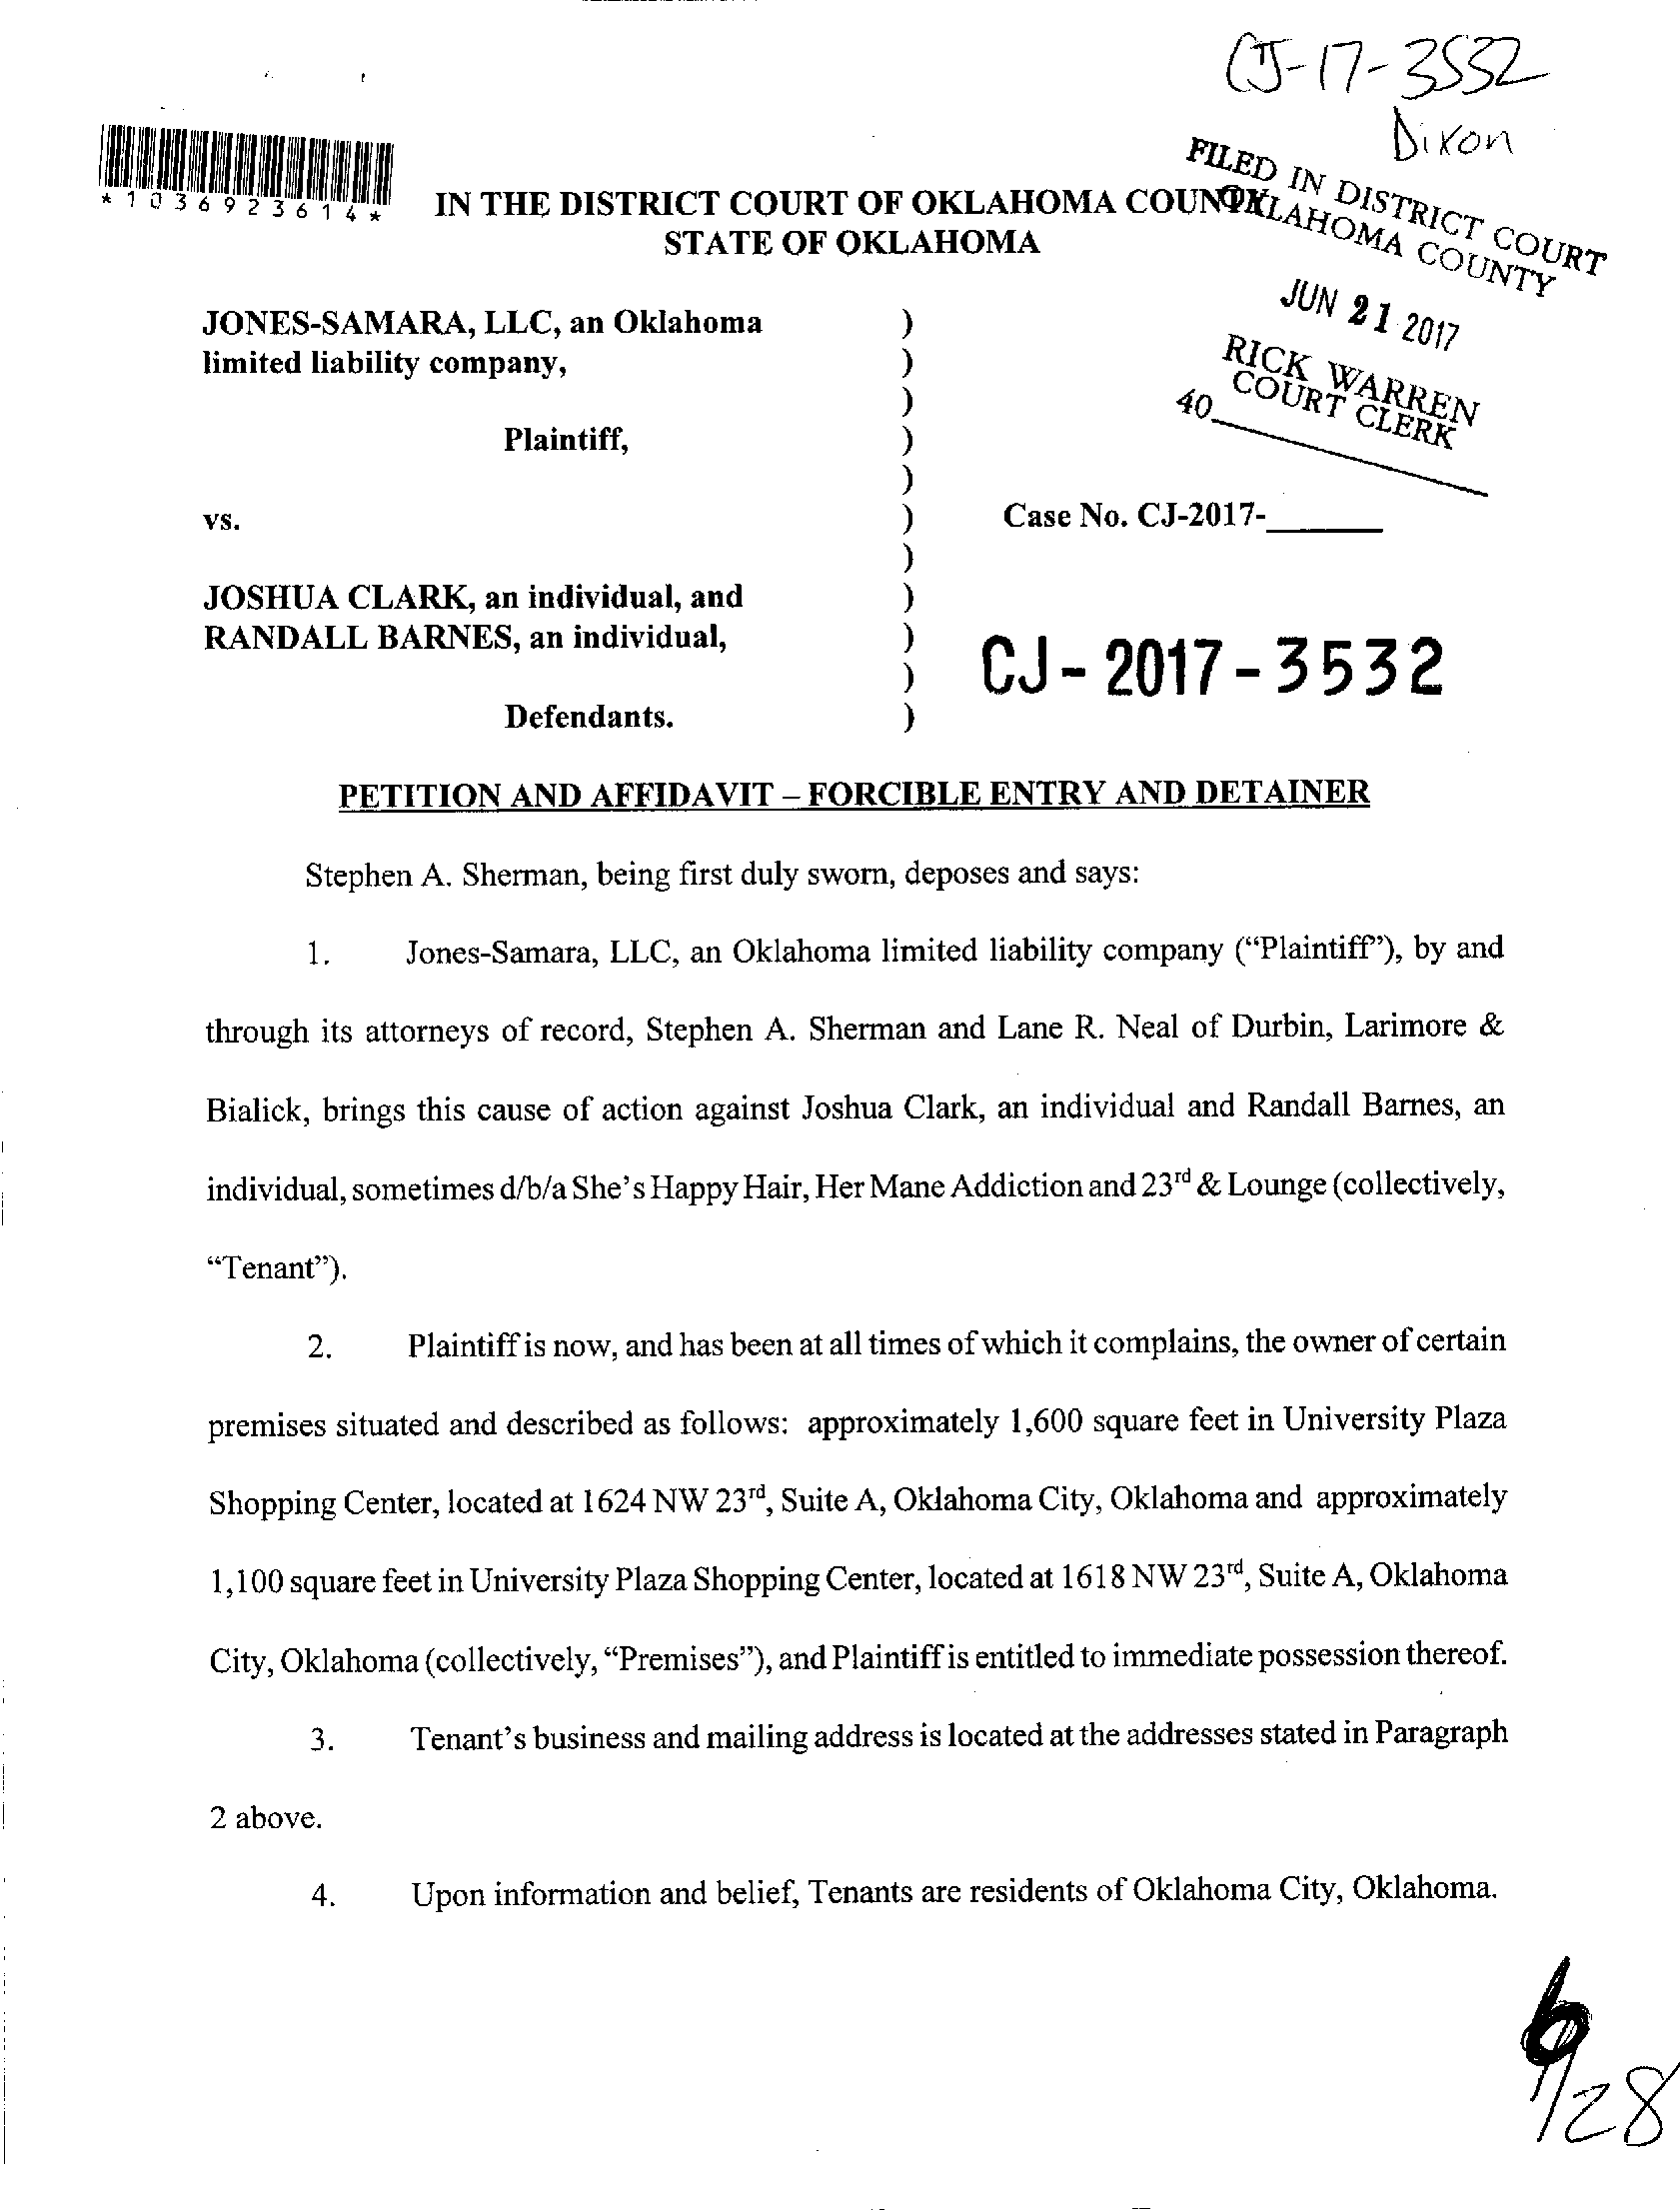 CJ-17-3532
Dixon
*1036923614*
FILED IN DISTRICT COURT
OKLAHOMA COUNTY
IN THE DISTRICT COURT OF OKLAHOMA COUNTY
STATE OF OKLAHOMA
JUN 21 2017
RICK WARREN
COURT CLERK
40
JONES-SAMARA, LLC, an Oklahoma )
limited liability company, )
)
Plaintiff, )
)
vs. ) Case No. CJ-2017-______
)
JOSHUA CLARK, an individual, and )
RANDALL BARNES, an individual, )
) CJ-2017-3532
Defendants. )
PETITION AND AFFIDAVIT – FORCIBLE ENTRY AND DETAINER
Stephen A. Sherman, being first duly sworn, deposes and says:
1. Jones-Samara, LLC, an Oklahoma limited liability company (“Plaintiff”), by and
through its attorneys of record, Stephen A. Sherman and Lane R. Neal of Durbin, Larimore &
Bialick, brings this cause of action against Joshua Clark, an individual and Randall Barnes, an
individual, sometimes d/b/a She’s Happy Hair, Her Mane Addiction and 23rd & Lounge (collectively,
“Tenant”).
2. Plaintiff is now, and has been at all times of which it complains, the owner of certain
premises situated and described as follows: approximately 1,600 square feet in University Plaza
Shopping Center, located at 1624 NW 23rd, Suite A, Oklahoma City, Oklahoma and approximately
1,100 square feet in University Plaza Shopping Center, located at 1618 NW 23rd, Suite A, Oklahoma
City, Oklahoma (collectively, “Premises”), and Plaintiff is entitled to immediate possession thereof.
3. Tenant’s business and mailing address is located at the addresses stated in Paragraph
2 above.
4. Upon information and belief, Tenants are residents of Oklahoma City, Oklahoma.
6/28